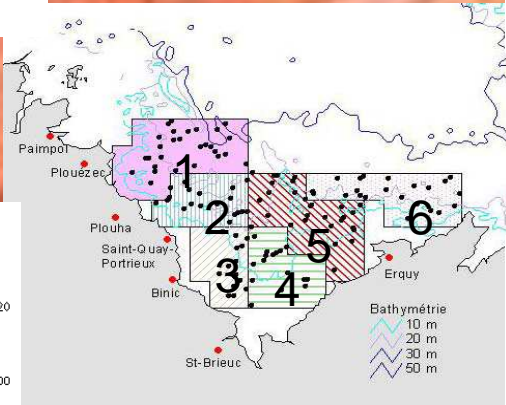 Paimpol
Plouézec
1
Plouha
2
6
Saint-Quay-
Portrieux
5
Erquy
3
4
Binic
Bathymétrie
10 m
20 m
30 m
50 m
St-Brieuc
20
00